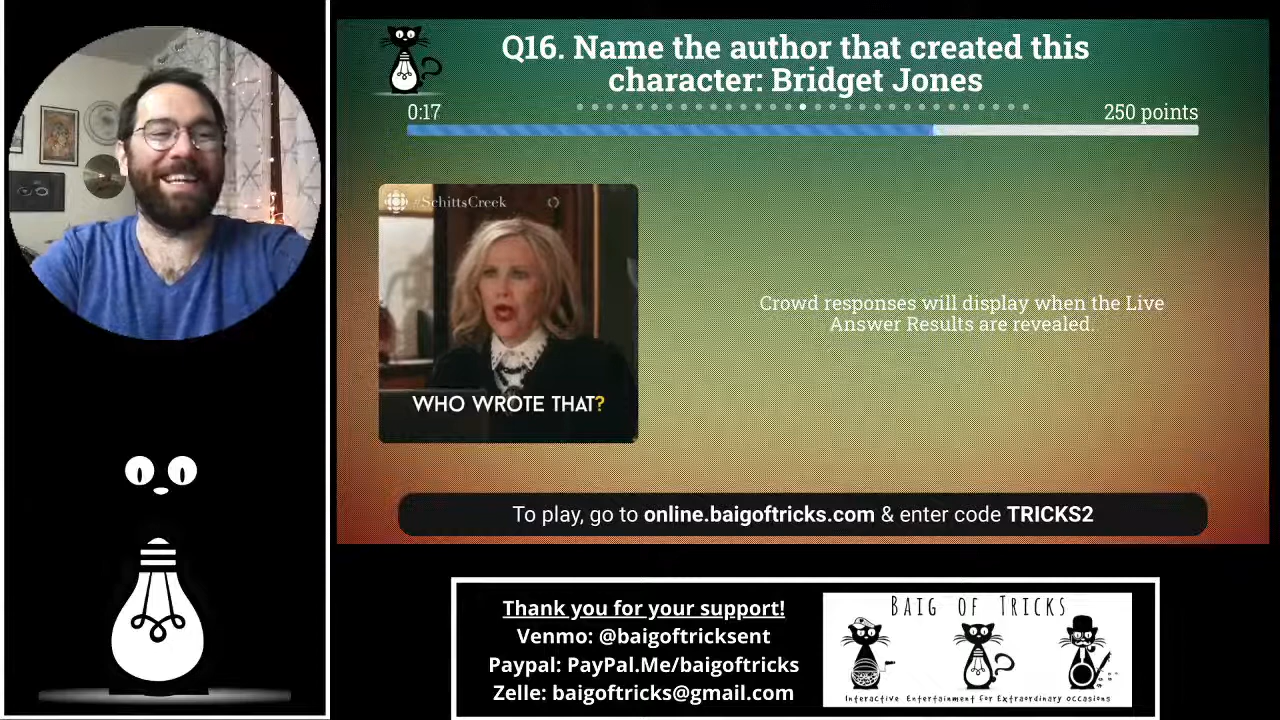 Q16. Name the author that created this
character: Bridget Jones
0:17
250 points
#SchittsCreek
WHO WROTE THAT?
Crowd responses will display when the Live
Answer Results are revealed.
To play, go to online.baigoftricks.com & enter code TRICKS2
Thank you for your support!
Venmo: @baigoftricksent
Paypal: PayPal.Me/baigoftricks
Zelle: baigoftricks@gmail.com
BAIG OF TRICKS
Interactive Entertainment for Extraordinary occasions